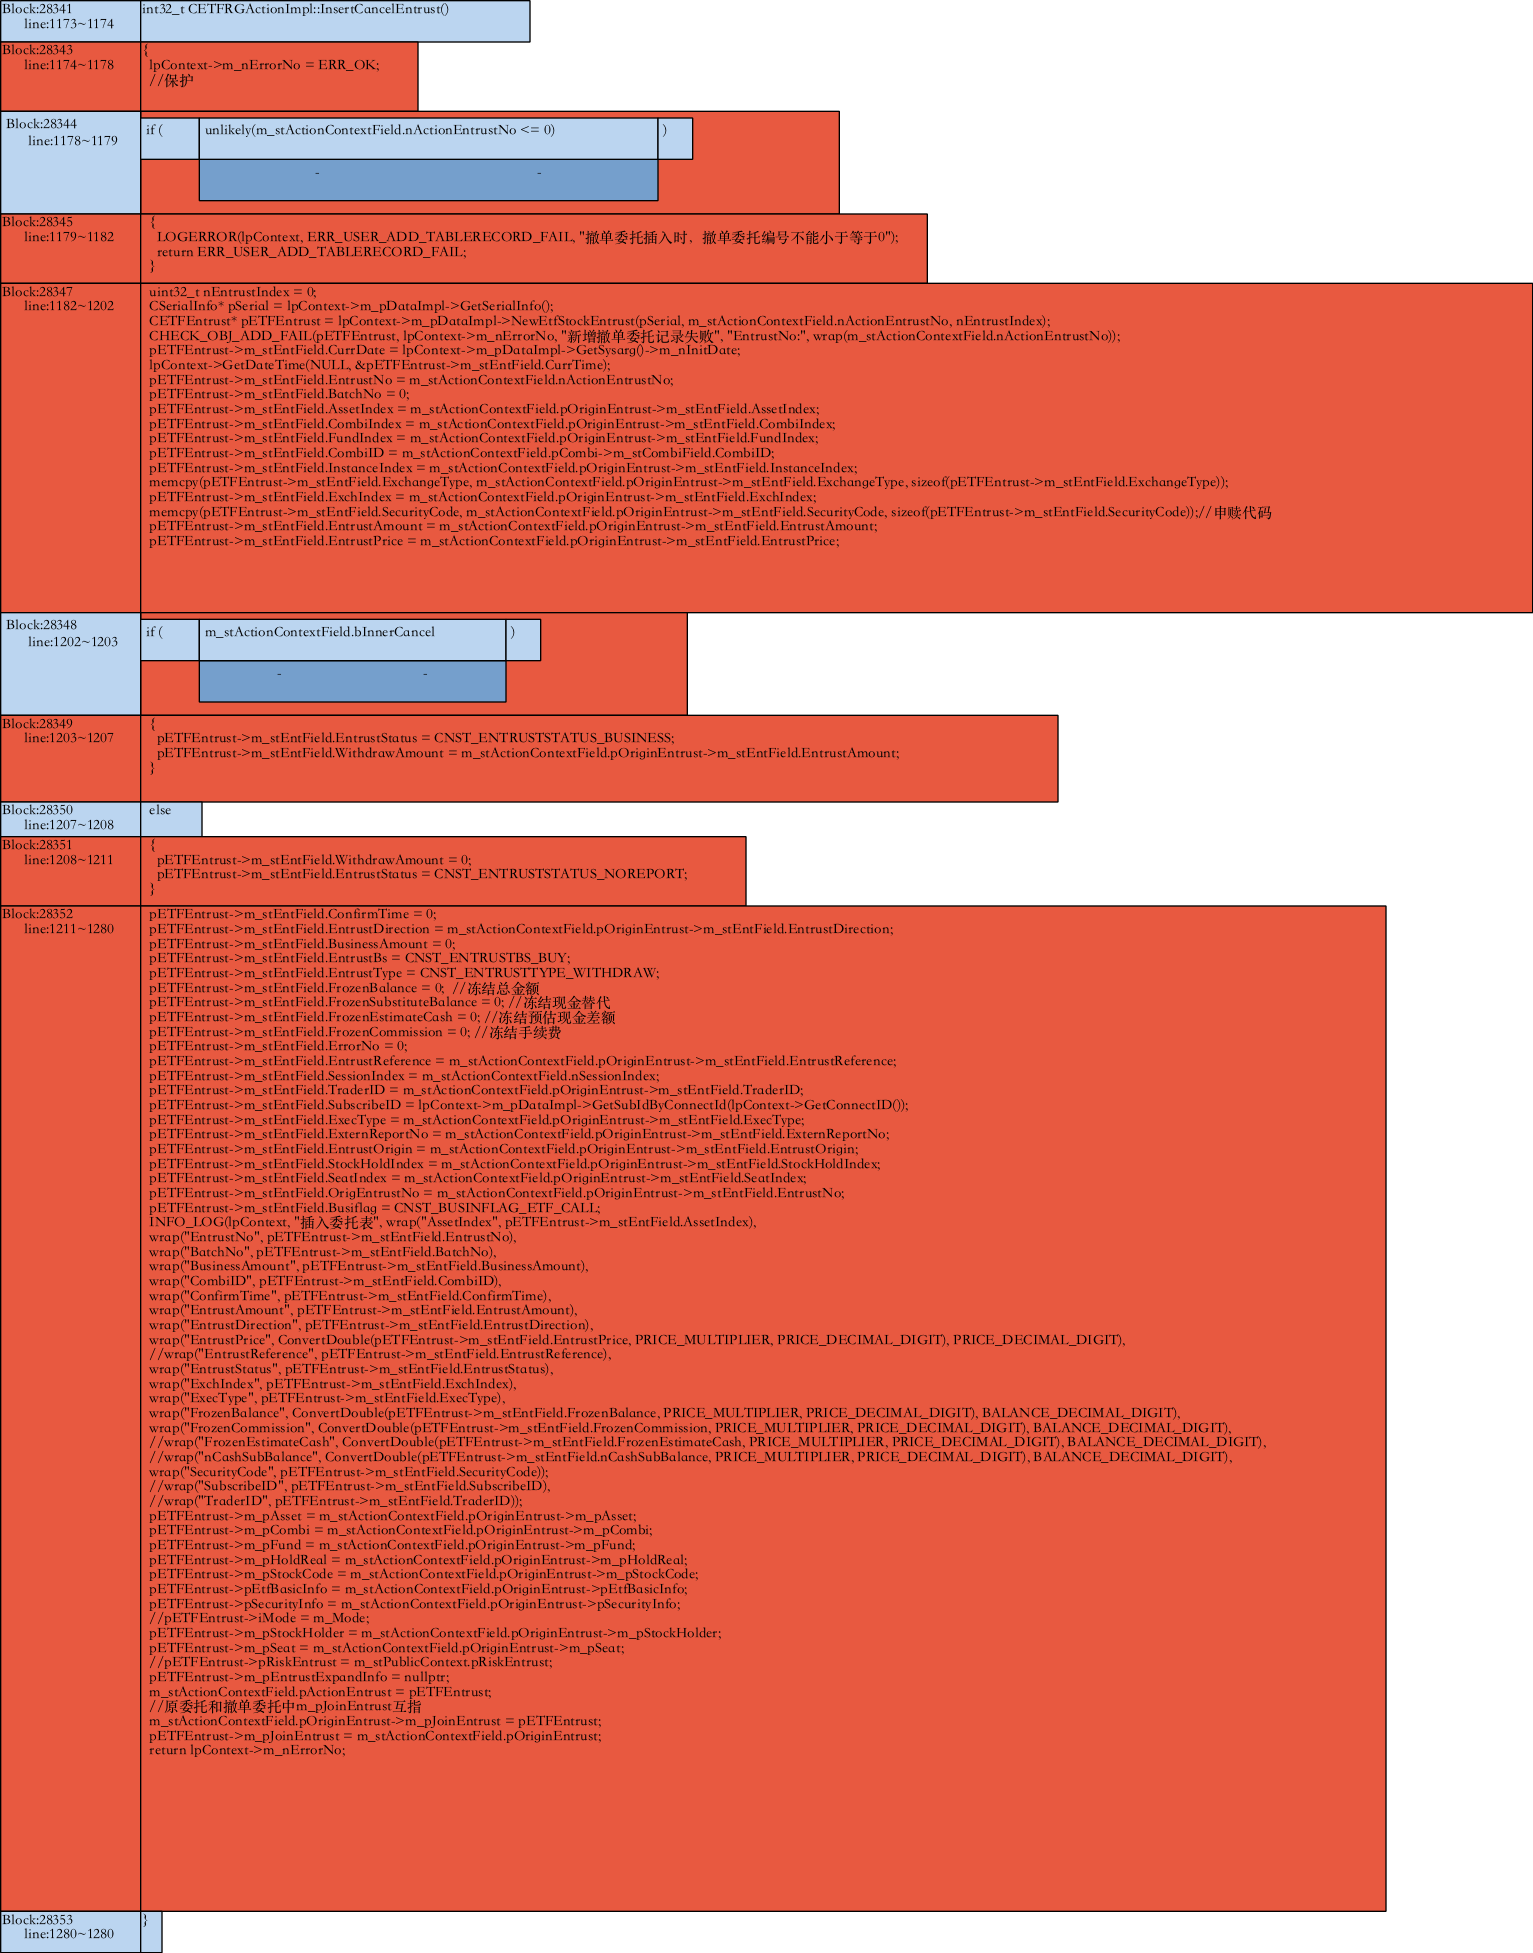 Block:28341
line:1173~1174
int32_t CETFRGActionImpl::InsertCancelEntrust()
Block:28343
line:1174~1178
{
lpContext->m_nErrorNo = ERR_OK;
//保护
Block:28344
line:1178~1179
if (
unlikely(m_stActionContextField.nActionEntrustNo <= 0)
)
-
-
Block:28345
line:1179~1182
{
LOGERROR(lpContext, ERR_USER_ADD_TABLERECORD_FAIL, "撤单委托插入时，撤单委托编号不能小于等于0");
return ERR_USER_ADD_TABLERECORD_FAIL;
}
Block:28347
line:1182~1202
uint32_t nEntrustIndex = 0;
CSerialInfo* pSerial = lpContext->m_pDataImpl->GetSerialInfo();
CETFEntrust* pETFEntrust = lpContext->m_pDataImpl->NewEtfStockEntrust(pSerial, m_stActionContextField.nActionEntrustNo, nEntrustIndex);
CHECK_OBJ_ADD_FAIL(pETFEntrust, lpContext->m_nErrorNo, "新增撤单委托记录失败", "EntrustNo:", wrap(m_stActionContextField.nActionEntrustNo));
pETFEntrust->m_stEntField.CurrDate = lpContext->m_pDataImpl->GetSysarg()->m_nInitDate;
lpContext->GetDateTime(NULL, &pETFEntrust->m_stEntField.CurrTime);
pETFEntrust->m_stEntField.EntrustNo = m_stActionContextField.nActionEntrustNo;
pETFEntrust->m_stEntField.BatchNo = 0;
pETFEntrust->m_stEntField.AssetIndex = m_stActionContextField.pOriginEntrust->m_stEntField.AssetIndex;
pETFEntrust->m_stEntField.CombiIndex = m_stActionContextField.pOriginEntrust->m_stEntField.CombiIndex;
pETFEntrust->m_stEntField.FundIndex = m_stActionContextField.pOriginEntrust->m_stEntField.FundIndex;
pETFEntrust->m_stEntField.CombiID = m_stActionContextField.pCombi->m_stCombiField.CombiID;
pETFEntrust->m_stEntField.InstanceIndex = m_stActionContextField.pOriginEntrust->m_stEntField.InstanceIndex;
memcpy(pETFEntrust->m_stEntField.ExchangeType, m_stActionContextField.pOriginEntrust->m_stEntField.ExchangeType, sizeof(pETFEntrust->m_stEntField.ExchangeType));
pETFEntrust->m_stEntField.ExchIndex = m_stActionContextField.pOriginEntrust->m_stEntField.ExchIndex;
memcpy(pETFEntrust->m_stEntField.SecurityCode, m_stActionContextField.pOriginEntrust->m_stEntField.SecurityCode, sizeof(pETFEntrust->m_stEntField.SecurityCode));//申赎代码
pETFEntrust->m_stEntField.EntrustAmount = m_stActionContextField.pOriginEntrust->m_stEntField.EntrustAmount;
pETFEntrust->m_stEntField.EntrustPrice = m_stActionContextField.pOriginEntrust->m_stEntField.EntrustPrice;
Block:28348
line:1202~1203
if (
m_stActionContextField.bInnerCancel
)
-
-
Block:28349
line:1203~1207
{
pETFEntrust->m_stEntField.EntrustStatus = CNST_ENTRUSTSTATUS_BUSINESS;
pETFEntrust->m_stEntField.WithdrawAmount = m_stActionContextField.pOriginEntrust->m_stEntField.EntrustAmount;
}
Block:28350
line:1207~1208
else
Block:28351
line:1208~1211
{
pETFEntrust->m_stEntField.WithdrawAmount = 0;
pETFEntrust->m_stEntField.EntrustStatus = CNST_ENTRUSTSTATUS_NOREPORT;
}
Block:28352
line:1211~1280
pETFEntrust->m_stEntField.ConfirmTime = 0;
pETFEntrust->m_stEntField.EntrustDirection = m_stActionContextField.pOriginEntrust->m_stEntField.EntrustDirection;
pETFEntrust->m_stEntField.BusinessAmount = 0;
pETFEntrust->m_stEntField.EntrustBs = CNST_ENTRUSTBS_BUY;
pETFEntrust->m_stEntField.EntrustType = CNST_ENTRUSTTYPE_WITHDRAW;
pETFEntrust->m_stEntField.FrozenBalance = 0;  //冻结总金额
pETFEntrust->m_stEntField.FrozenSubstituteBalance = 0; //冻结现金替代
pETFEntrust->m_stEntField.FrozenEstimateCash = 0; //冻结预估现金差额
pETFEntrust->m_stEntField.FrozenCommission = 0; //冻结手续费
pETFEntrust->m_stEntField.ErrorNo = 0;
pETFEntrust->m_stEntField.EntrustReference = m_stActionContextField.pOriginEntrust->m_stEntField.EntrustReference;
pETFEntrust->m_stEntField.SessionIndex = m_stActionContextField.nSessionIndex;
pETFEntrust->m_stEntField.TraderID = m_stActionContextField.pOriginEntrust->m_stEntField.TraderID;
pETFEntrust->m_stEntField.SubscribeID = lpContext->m_pDataImpl->GetSubIdByConnectId(lpContext->GetConnectID());
pETFEntrust->m_stEntField.ExecType = m_stActionContextField.pOriginEntrust->m_stEntField.ExecType;
pETFEntrust->m_stEntField.ExternReportNo = m_stActionContextField.pOriginEntrust->m_stEntField.ExternReportNo;
pETFEntrust->m_stEntField.EntrustOrigin = m_stActionContextField.pOriginEntrust->m_stEntField.EntrustOrigin;
pETFEntrust->m_stEntField.StockHoldIndex = m_stActionContextField.pOriginEntrust->m_stEntField.StockHoldIndex;
pETFEntrust->m_stEntField.SeatIndex = m_stActionContextField.pOriginEntrust->m_stEntField.SeatIndex;
pETFEntrust->m_stEntField.OrigEntrustNo = m_stActionContextField.pOriginEntrust->m_stEntField.EntrustNo;
pETFEntrust->m_stEntField.Busiflag = CNST_BUSINFLAG_ETF_CALL;
INFO_LOG(lpContext, "插入委托表", wrap("AssetIndex", pETFEntrust->m_stEntField.AssetIndex),
wrap("EntrustNo", pETFEntrust->m_stEntField.EntrustNo),
wrap("BatchNo", pETFEntrust->m_stEntField.BatchNo),
wrap("BusinessAmount", pETFEntrust->m_stEntField.BusinessAmount),
wrap("CombiID", pETFEntrust->m_stEntField.CombiID),
wrap("ConfirmTime", pETFEntrust->m_stEntField.ConfirmTime),
wrap("EntrustAmount", pETFEntrust->m_stEntField.EntrustAmount),
wrap("EntrustDirection", pETFEntrust->m_stEntField.EntrustDirection),
wrap("EntrustPrice", ConvertDouble(pETFEntrust->m_stEntField.EntrustPrice, PRICE_MULTIPLIER, PRICE_DECIMAL_DIGIT), PRICE_DECIMAL_DIGIT),
//wrap("EntrustReference", pETFEntrust->m_stEntField.EntrustReference),
wrap("EntrustStatus", pETFEntrust->m_stEntField.EntrustStatus),
wrap("ExchIndex", pETFEntrust->m_stEntField.ExchIndex),
wrap("ExecType", pETFEntrust->m_stEntField.ExecType),
wrap("FrozenBalance", ConvertDouble(pETFEntrust->m_stEntField.FrozenBalance, PRICE_MULTIPLIER, PRICE_DECIMAL_DIGIT), BALANCE_DECIMAL_DIGIT),
wrap("FrozenCommission", ConvertDouble(pETFEntrust->m_stEntField.FrozenCommission, PRICE_MULTIPLIER, PRICE_DECIMAL_DIGIT), BALANCE_DECIMAL_DIGIT),
//wrap("FrozenEstimateCash", ConvertDouble(pETFEntrust->m_stEntField.FrozenEstimateCash, PRICE_MULTIPLIER, PRICE_DECIMAL_DIGIT), BALANCE_DECIMAL_DIGIT),
//wrap("nCashSubBalance", ConvertDouble(pETFEntrust->m_stEntField.nCashSubBalance, PRICE_MULTIPLIER, PRICE_DECIMAL_DIGIT), BALANCE_DECIMAL_DIGIT),
wrap("SecurityCode", pETFEntrust->m_stEntField.SecurityCode));
//wrap("SubscribeID", pETFEntrust->m_stEntField.SubscribeID),
//wrap("TraderID", pETFEntrust->m_stEntField.TraderID));
pETFEntrust->m_pAsset = m_stActionContextField.pOriginEntrust->m_pAsset;
pETFEntrust->m_pCombi = m_stActionContextField.pOriginEntrust->m_pCombi;
pETFEntrust->m_pFund = m_stActionContextField.pOriginEntrust->m_pFund;
pETFEntrust->m_pHoldReal = m_stActionContextField.pOriginEntrust->m_pHoldReal;
pETFEntrust->m_pStockCode = m_stActionContextField.pOriginEntrust->m_pStockCode;
pETFEntrust->pEtfBasicInfo = m_stActionContextField.pOriginEntrust->pEtfBasicInfo;
pETFEntrust->pSecurityInfo = m_stActionContextField.pOriginEntrust->pSecurityInfo;
//pETFEntrust->iMode = m_Mode;
pETFEntrust->m_pStockHolder = m_stActionContextField.pOriginEntrust->m_pStockHolder;
pETFEntrust->m_pSeat = m_stActionContextField.pOriginEntrust->m_pSeat;
//pETFEntrust->pRiskEntrust = m_stPublicContext.pRiskEntrust;
pETFEntrust->m_pEntrustExpandInfo = nullptr;
m_stActionContextField.pActionEntrust = pETFEntrust;
//原委托和撤单委托中m_pJoinEntrust互指
m_stActionContextField.pOriginEntrust->m_pJoinEntrust = pETFEntrust;
pETFEntrust->m_pJoinEntrust = m_stActionContextField.pOriginEntrust;
return lpContext->m_nErrorNo;
Block:28353
line:1280~1280
}